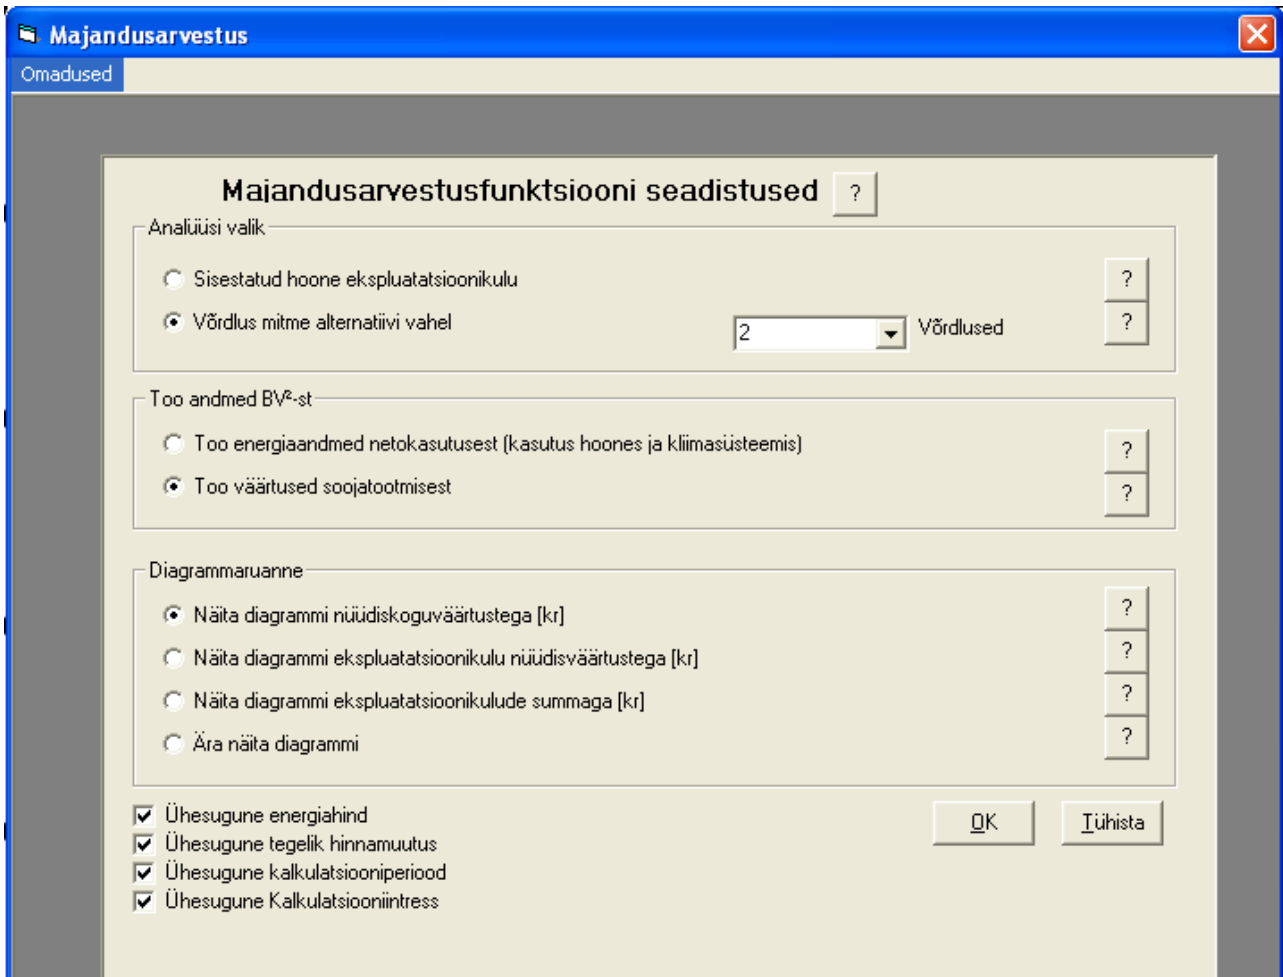 Majandusarvestus
Omadused
Majandusarvestusfunktsiooni seadistused ?
Analüüsi valik
Sisestatud hoone ekspluatatsioonikulu ?
Võrdlus mitme alternatiivi vahel 2 Võrdlused ?
Too andmed BV²-st
Too energiaandmed netokasutusest (kasutus hoones ja kliimasüsteemis) ?
Too väärtused soojatootmisest ?
Diagrammaruanne
Näita diagrammi nüüdiskoguväärtustega [kr] ?
Näita diagrammi ekspluatatsioonikulu nüüdisväärtustega [kr] ?
Näita diagrammi ekspluatatsioonikulude summaga [kr] ?
Ära näita diagrammi ?
Ühesugune energiahind OK Tühista
Ühesugune tegelik hinnamuutus
Ühesugune kalkulatsiooniperiood
Ühesugune Kalkulatsiooniintress